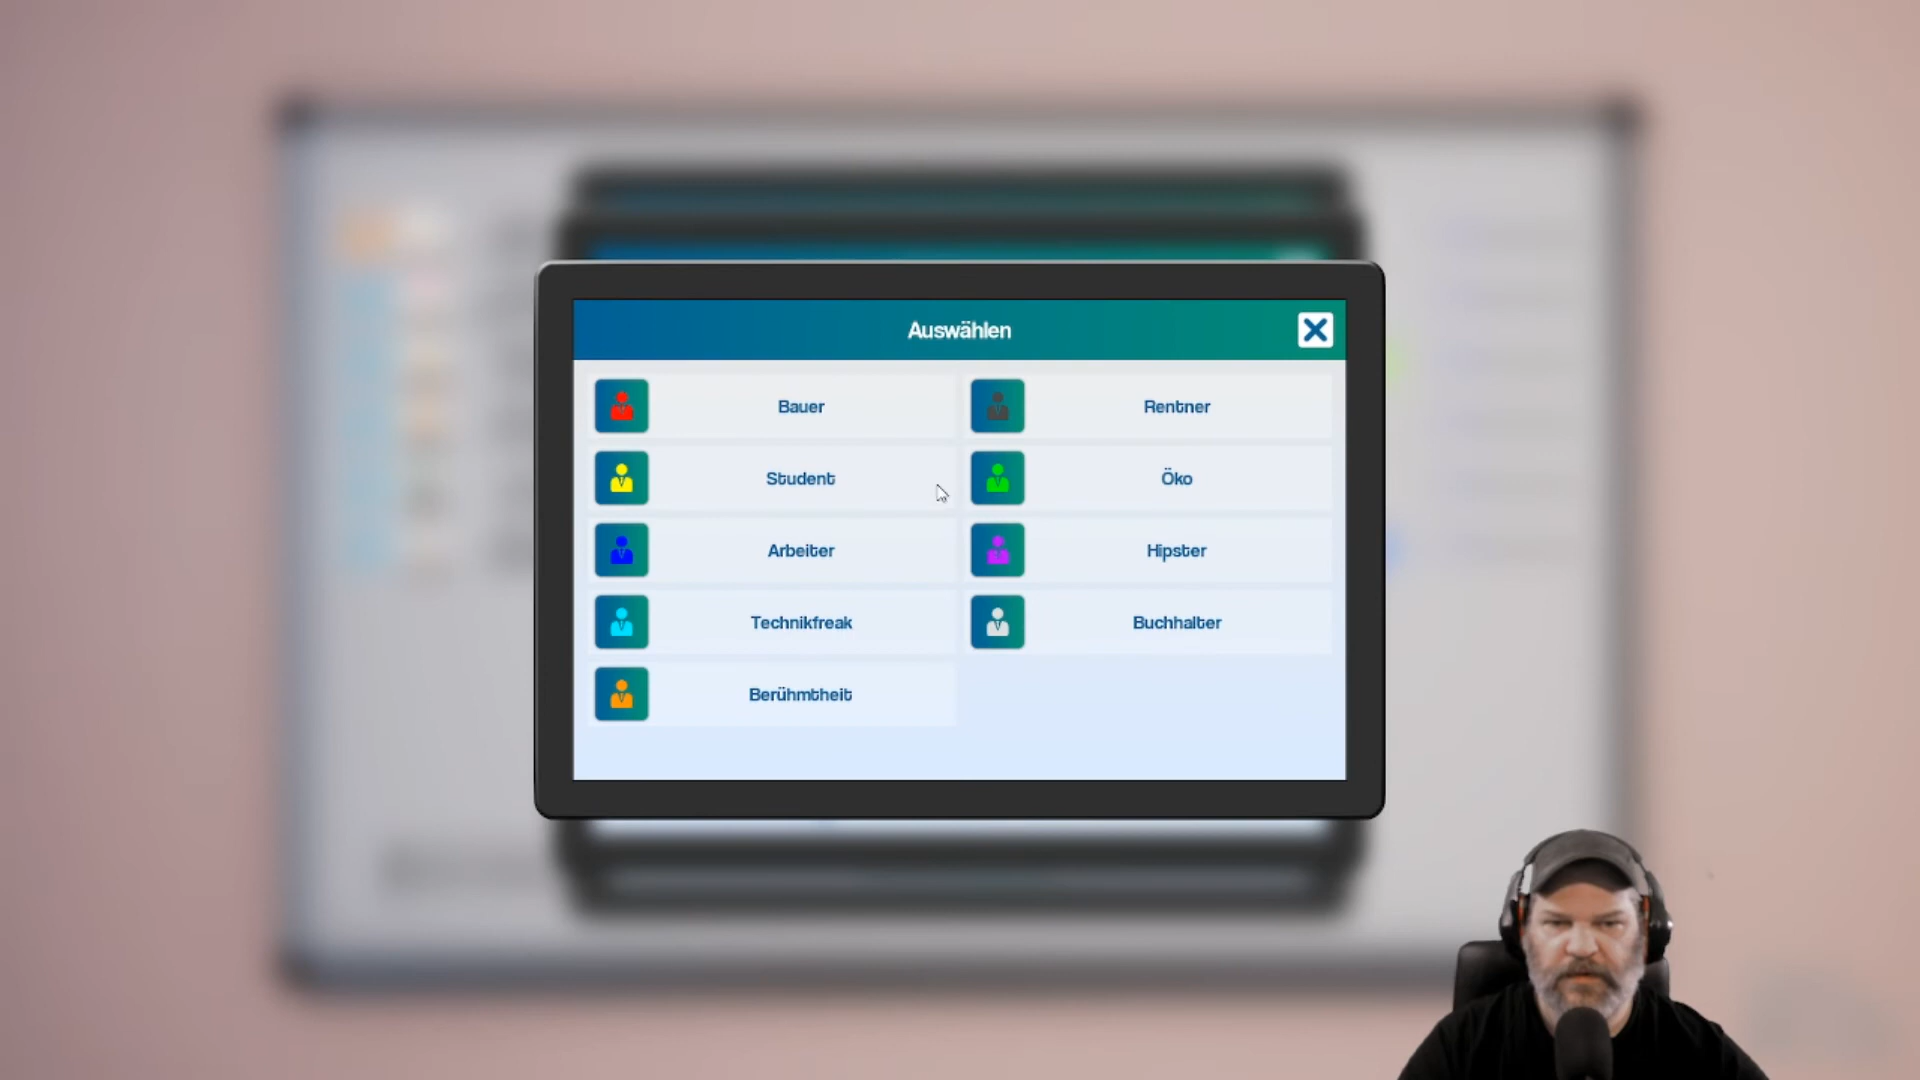 Auswählen
Bauer
Rentner
Student
Öko
Arbeiter
Hipster
Technikfreak
Buchhalter
Berühmtheit